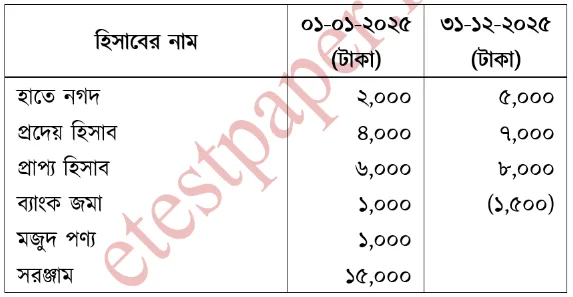 হিসাবের নাম ০১-০১-২০২৫ (টাকা) ৩১-১২-২০২৫ (টাকা)
হাতে নগদ ২,০০০ ৫,০০০
প্রদেয় হিসাব ৪,০০০ ৭,০০০
প্রাপ্য হিসাব ৬,০০০ ৮,০০০
ব্যাংক জমা ১,০০০ (১,৫০০)
মজুদ পণ্য ১,০০০
সরঞ্জাম ১৫,০০০
etestpaper.